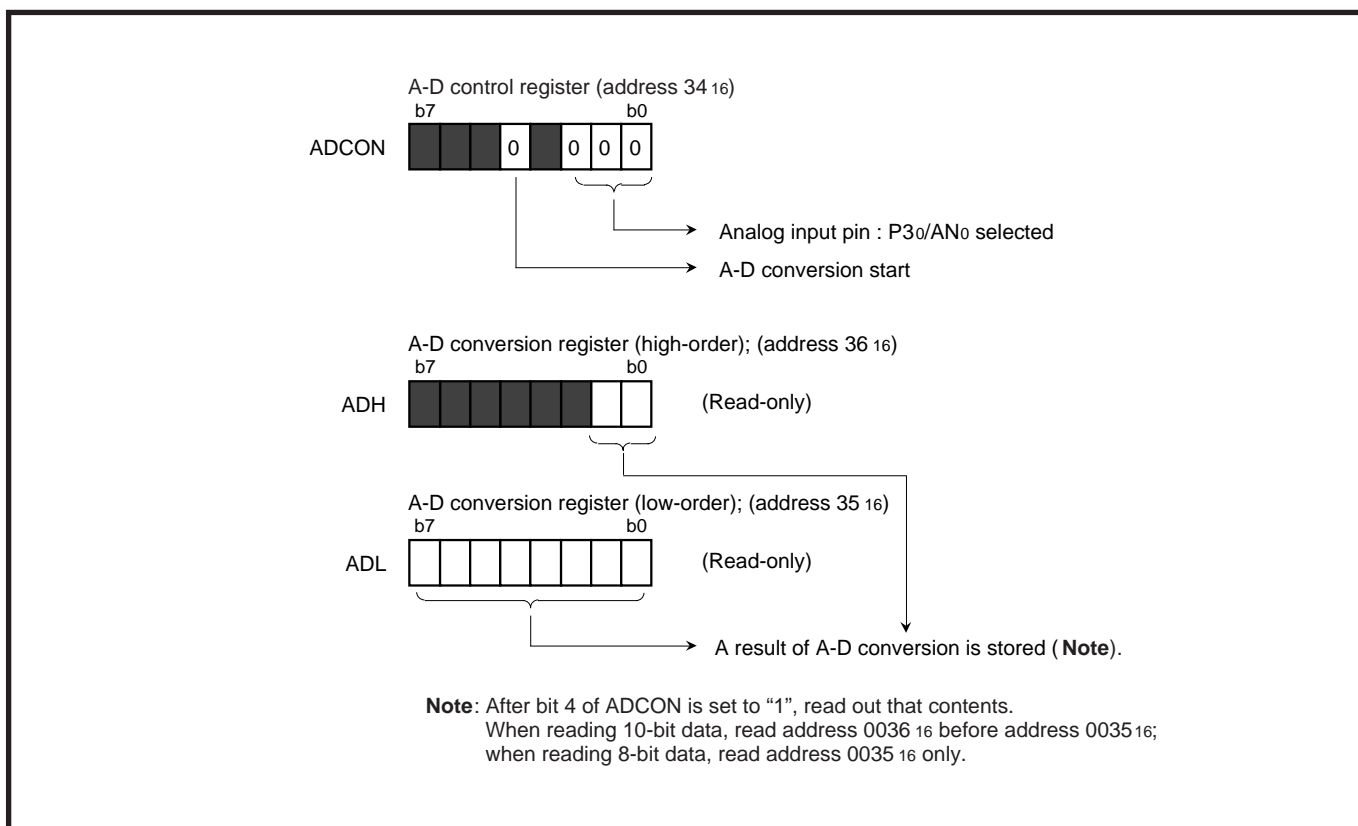 A-D control register (address 34 16)
b7 b0
ADCON 0 0 0 0
Analog input pin : P30/AN0 selected
A-D conversion start
A-D conversion register (high-order); (address 36 16)
b7 b0
ADH (Read-only)
A-D conversion register (low-order); (address 35 16)
b7 b0
ADL (Read-only)
A result of A-D conversion is stored ( Note).
Note: After bit 4 of ADCON is set to “1”, read out that contents.
When reading 10-bit data, read address 0036 16 before address 0035 16;
when reading 8-bit data, read address 0035 16 only.